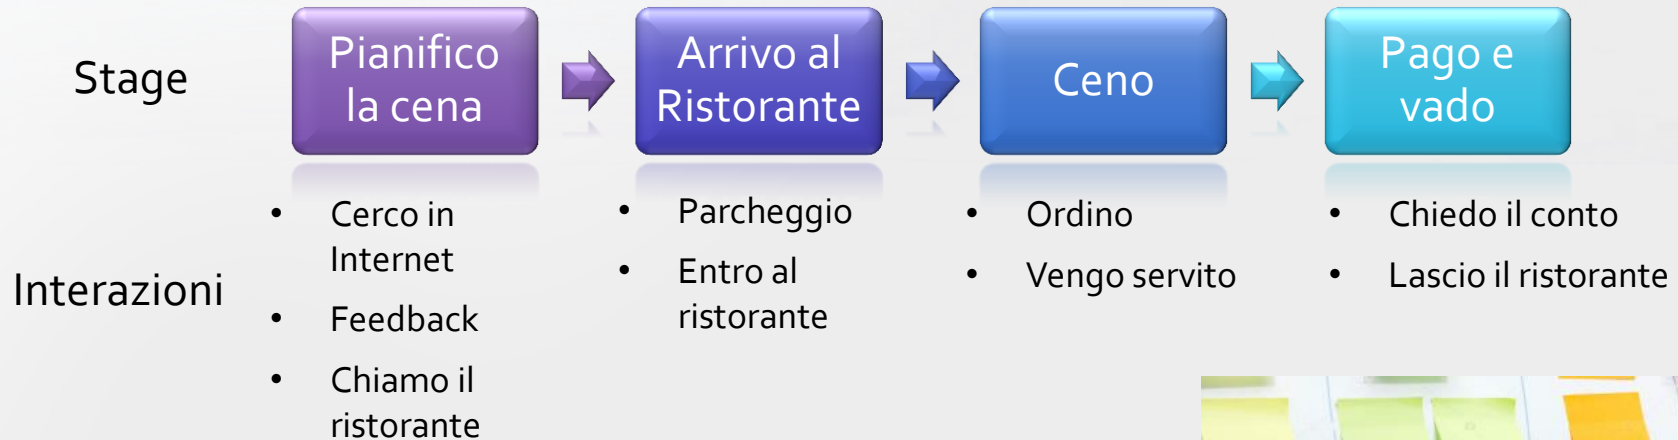 Stage
Pianifico
la cena
Arrivo al
Ristorante
Ceno
Pago e
vado
Interazioni
• Cerco in
Internet
• Feedback
• Chiamo il
ristorante
• Parcheggio
• Entro al
ristorante
• Ordino
• Vengo servito
• Chiedo il conto
• Lascio il ristorante